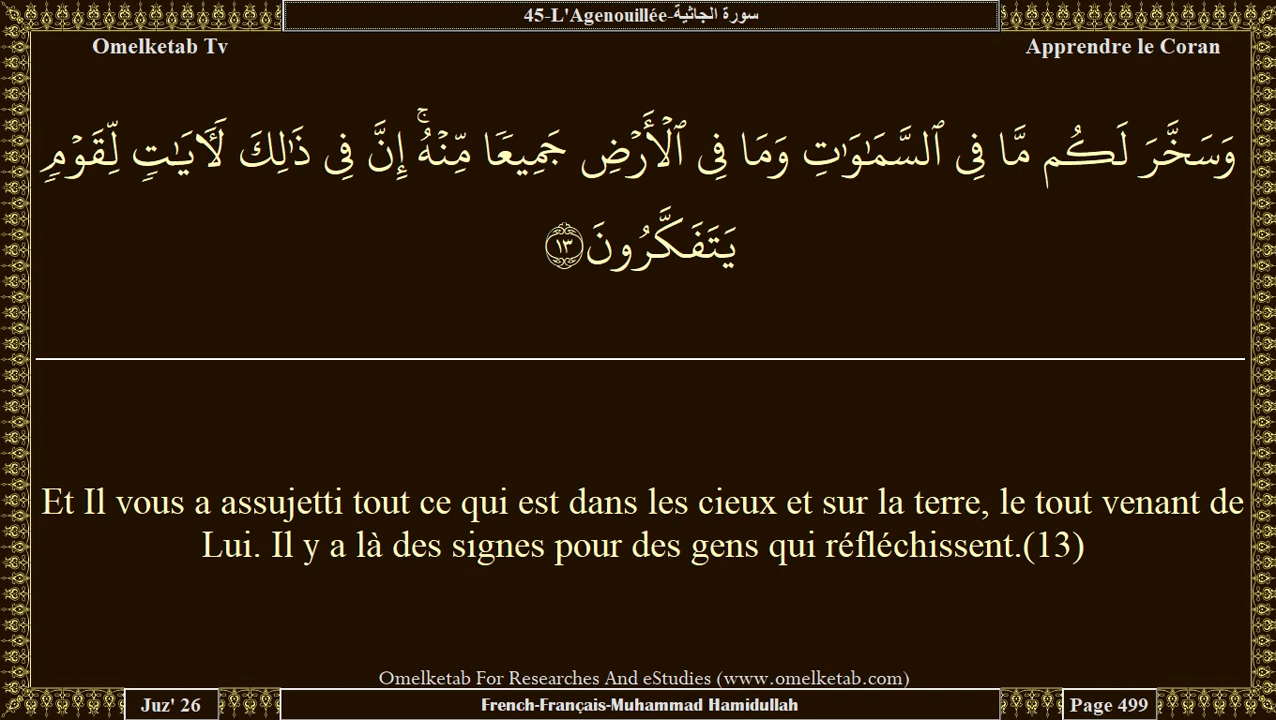 45-L'Agenouillée-سورة الجاثية
Omelketab Tv
Apprendre le Coran
وَسَخَّرَ لَكُم مَّا فِى ٱلسَّمَـٰوَٰتِ وَمَا فِى ٱلْأَرْضِ جَمِيعًا مِّنْهُ ۚ إِنَّ فِى ذَٰلِكَ لَـَٔايَـٰتٍ لِّقَوْمٍ
يَتَفَكَّرُونَ ١٣
Et Il vous a assujetti tout ce qui est dans les cieux et sur la terre, le tout venant de
Lui. Il y a là des signes pour des gens qui réfléchissent.(13)
Omelketab For Researches And eStudies (www.omelketab.com)
Juz' 26
French-Français-Muhammad Hamidullah
Page 499